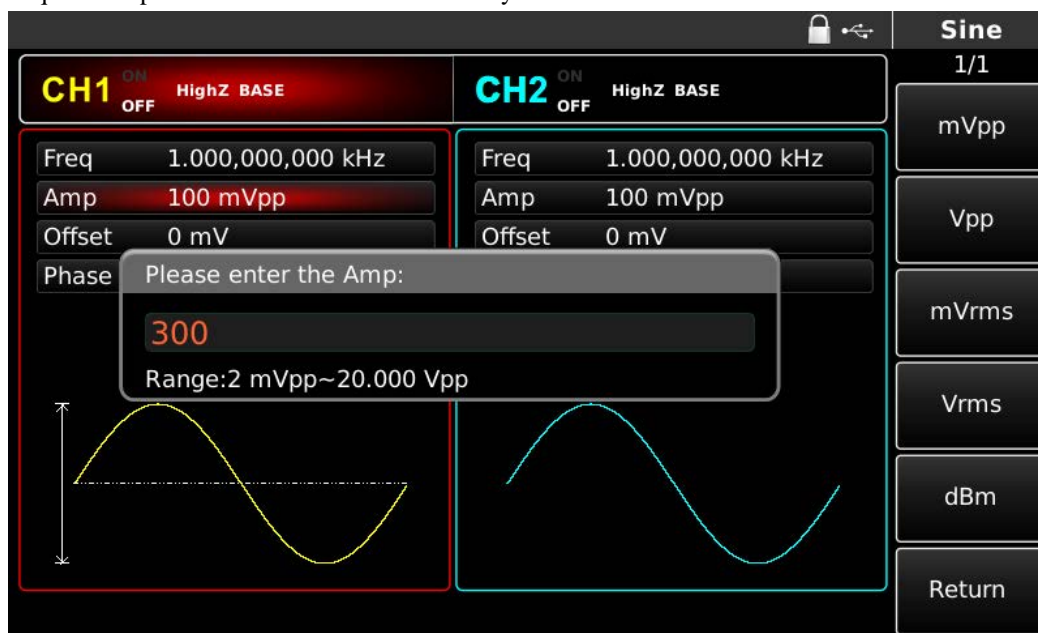 Sine
1/1
CH1 ON OFF HighZ BASE
CH2 ON OFF HighZ BASE
Freq 1.000,000,000 kHz
Amp 100 mVpp
Offset 0 mV
Phase
Freq 1.000,000,000 kHz
Amp 100 mVpp
Offset 0 mV
Please enter the Amp:
300
Range:2 mVpp~20.000 Vpp
mVpp
Vpp
mVrms
Vrms
dBm
Return